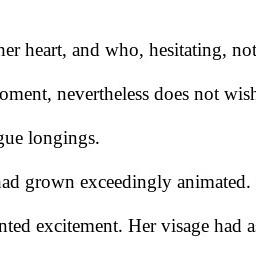 her heart, and who, hesitating, not
oment, nevertheless does not wish
gue longings.
had grown exceedingly animated.
nted excitement. Her visage had a